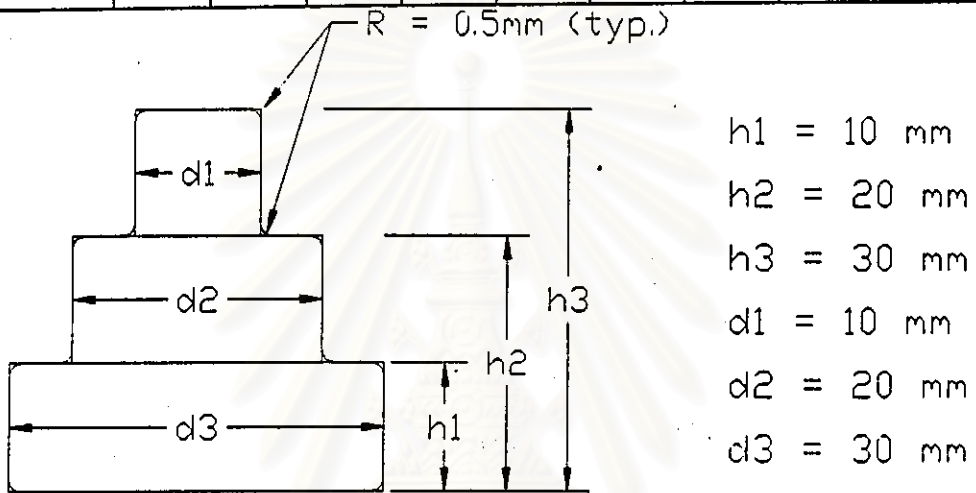 R = 0.5mm (typ.)
d1
d2
d3
h1
h2
h3
h1 = 10 mm
h2 = 20 mm
h3 = 30 mm
d1 = 10 mm
d2 = 20 mm
d3 = 30 mm